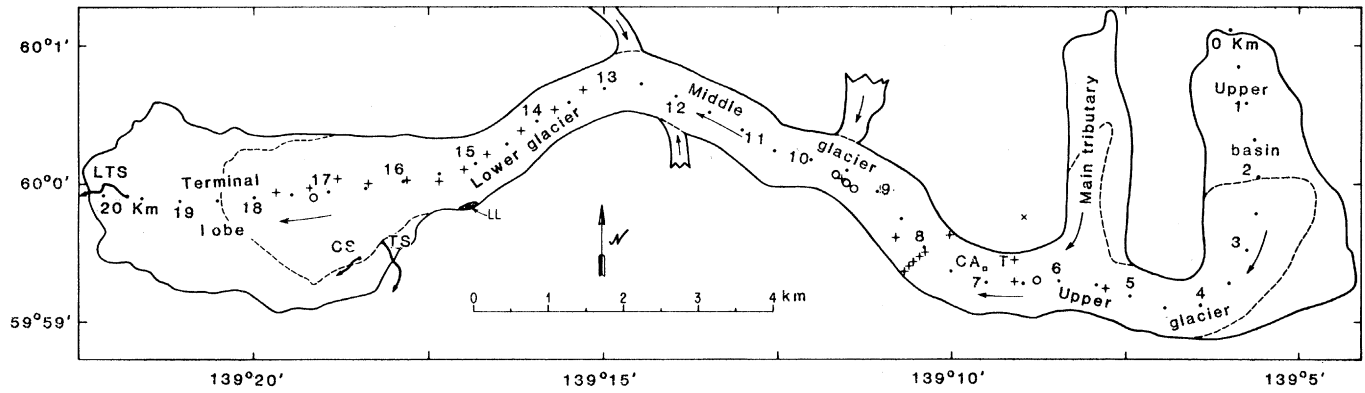 60°1'
60°0'
59°59'
139°20'
139°15'
139°10'
139°5'
0 Km
Upper
1
basin
2
3
4
glacier
5
Upper
6
Main tributary
7
CA
T
8
9
glacier
10
11
Middle
12
13
14
Lower glacier
15
16
17
Terminal
lobe
18
19
20 Km
LTS
CS
TS
LL
N
0 1 2 3 4 km